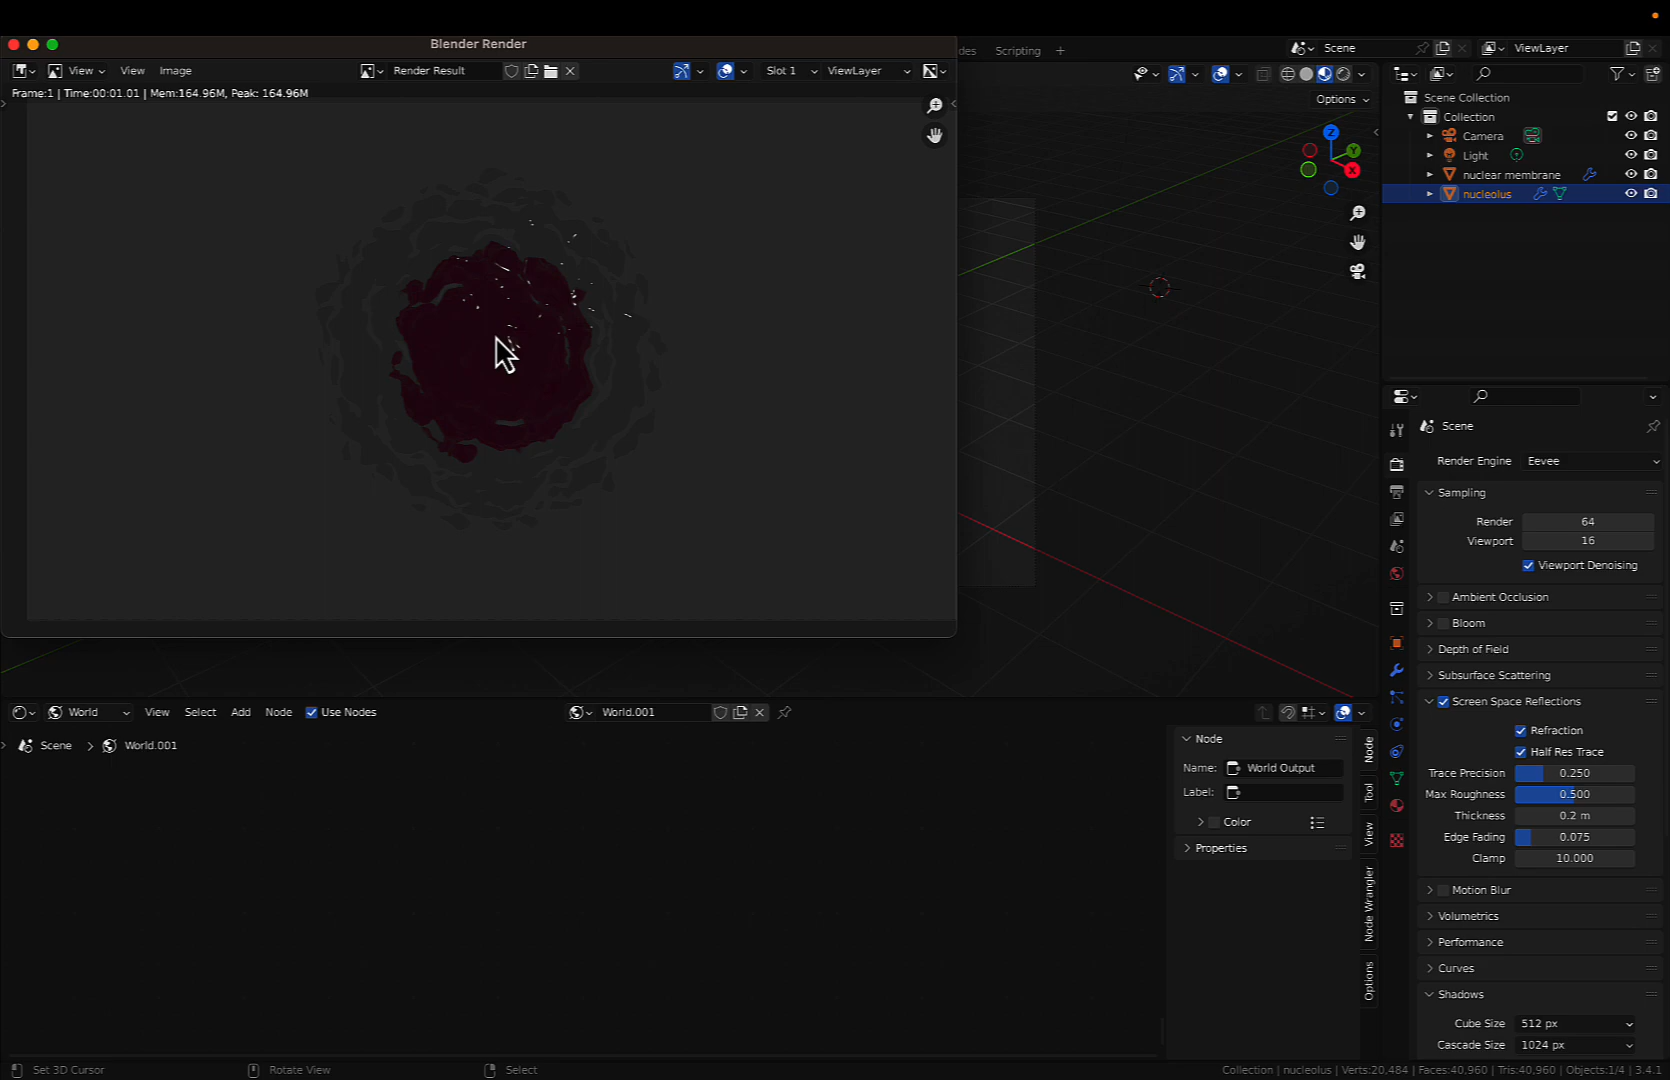 Blender Render
des
Scripting
Scene
ViewLayer
View
View
Image
Render Result
Slot 1
ViewLayer
Frame:1 | Time:00:01.01 | Mem:164.96M, Peak: 164.96M
Options
Z
Y
X
Scene Collection
Collection
Camera
Light
nuclear membrane
nucleolus
Scene
Render Engine
Eevee
Sampling
Render
64
Viewport
16
Viewport Denoising
Ambient Occlusion
Bloom
Depth of Field
Subsurface Scattering
Screen Space Reflections
Refraction
Half Res Trace
Trace Precision
0.250
Max Roughness
0.500
Thickness
0.2 m
Edge Fading
0.075
Clamp
10.000
Motion Blur
Volumetrics
Performance
Curves
Shadows
Cube Size
512 px
Cascade Size
1024 px
World
View
Select
Add
Node
Use Nodes
World.001
Scene
World.001
Node
Name:
World Output
Label:
Color
Properties
Node
Tool
View
Node Wrangler
Options
Set 3D Cursor
Rotate View
Select
Collection | nucleolus | Verts:20,484 | Faces:40,960 | Tris:40,960 | Objects:1/4 | 3.4.1